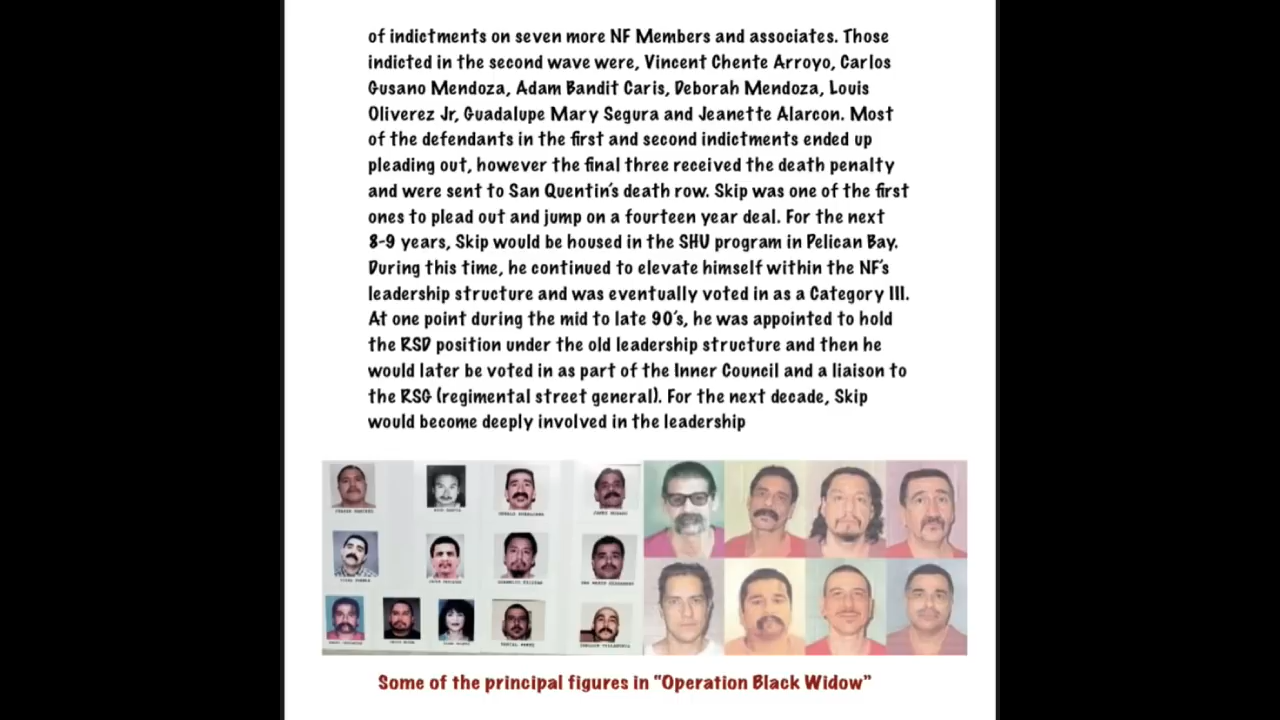 of indictments on seven more NF Members and associates. Those
indicted in the second wave were, Vincent Chente Arroyo, Carlos
Gusano Mendoza, Adam Bandit Caris, Deborah Mendoza, Louis
Oliverez Jr, Guadalupe Mary Segura and Jeanette Alarcon. Most
of the defendants in the first and second indictments ended up
pleading out, however the final three received the death penalty
and were sent to San Quentin's death row. Skip was one of the first
ones to plead out and jump on a fourteen year deal. For the next
8-9 years, Skip would be housed in the SHU program in Pelican Bay.
During this time, he continued to elevate himself within the NF's
leadership structure and was eventually voted in as a Category III.
At one point during the mid to late 90's, he was appointed to hold
the RSD position under the old leadership structure and then he
would later be voted in as part of the Inner Council and a liaison to
the RSG (regimental street general). For the next decade, Skip
would become deeply involved in the leadership
Some of the principal figures in "Operation Black Widow"